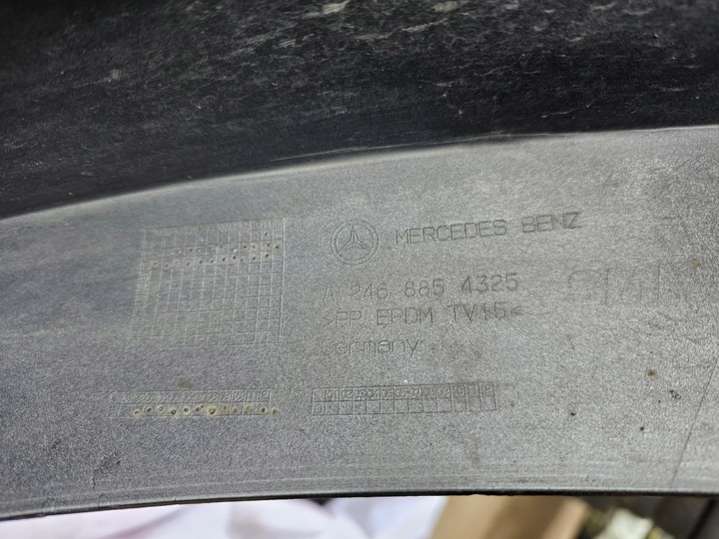 MERCEDES BENZ
A 246 885 4325
>PP EPDM TV15<
Germany